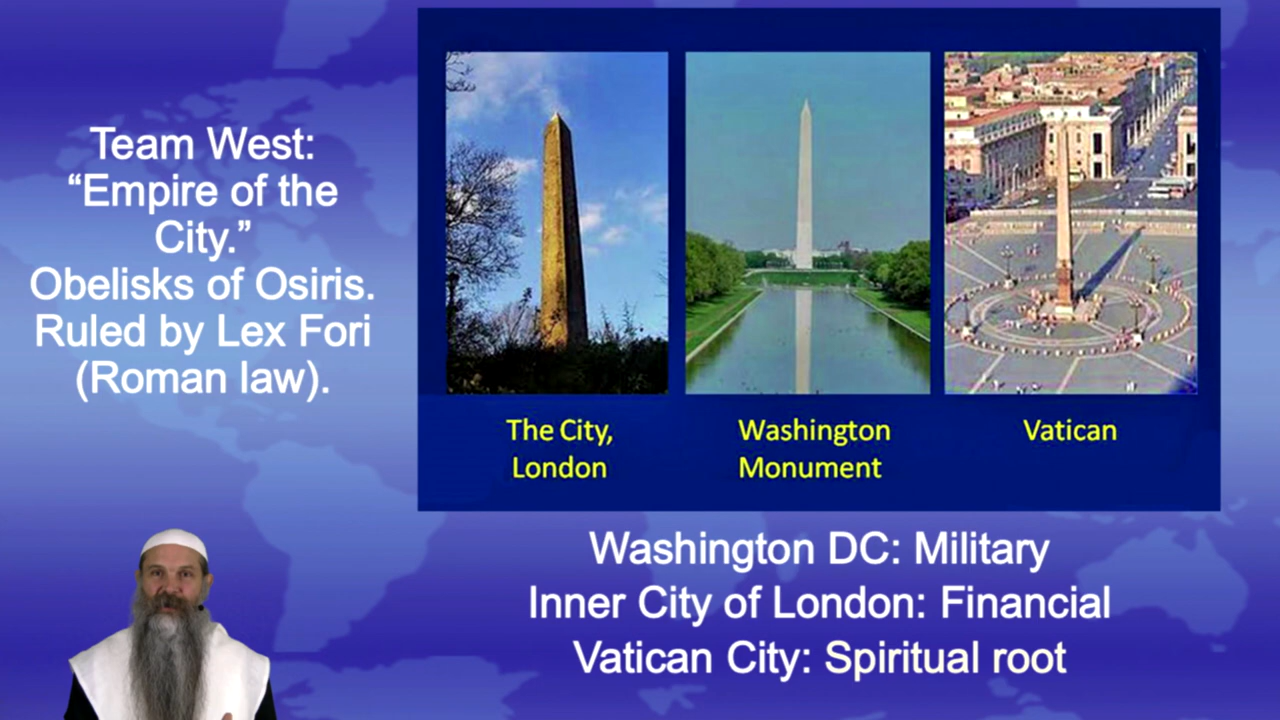 Team West:
“Empire of the
City.”
Obelisks of Osiris.
Ruled by Lex Fori
(Roman law).
The City,
London
Washington
Monument
Vatican
Washington DC: Military
Inner City of London: Financial
Vatican City: Spiritual root